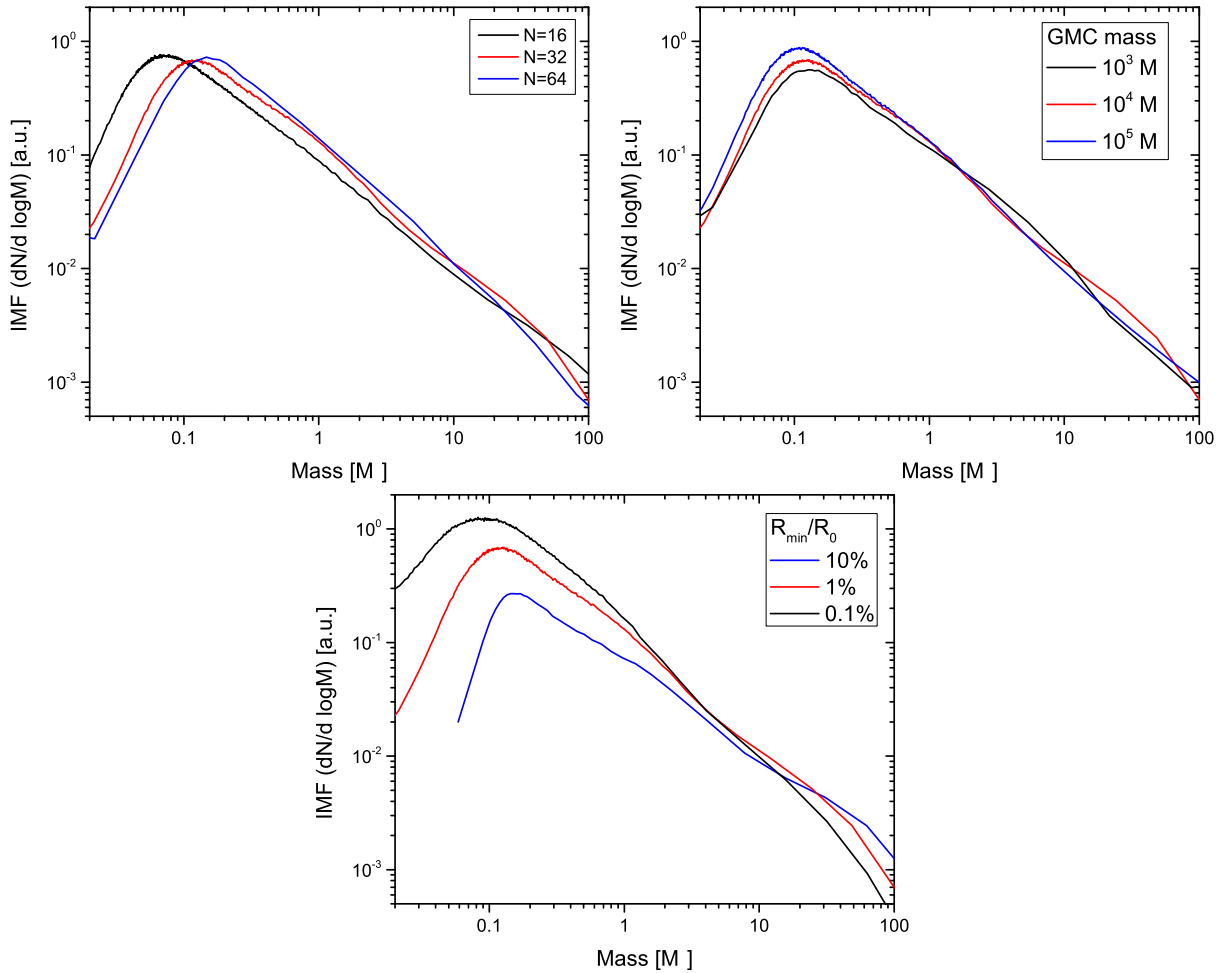 IMF (dN/d logM) [a.u.]
10⁰
10⁻¹
10⁻²
10⁻³
N=16
N=32
N=64
0.1 1 10 100
Mass [M ]
IMF (dN/d logM) [a.u.]
10⁰
10⁻¹
10⁻²
10⁻³
GMC mass
10³ M
10⁴ M
10⁵ M
0.1 1 10 100
Mass [M ]
IMF (dN/d logM) [a.u.]
10⁰
10⁻¹
10⁻²
10⁻³
R_min/R₀
10%
1%
0.1%
0.1 1 10 100
Mass [M ]